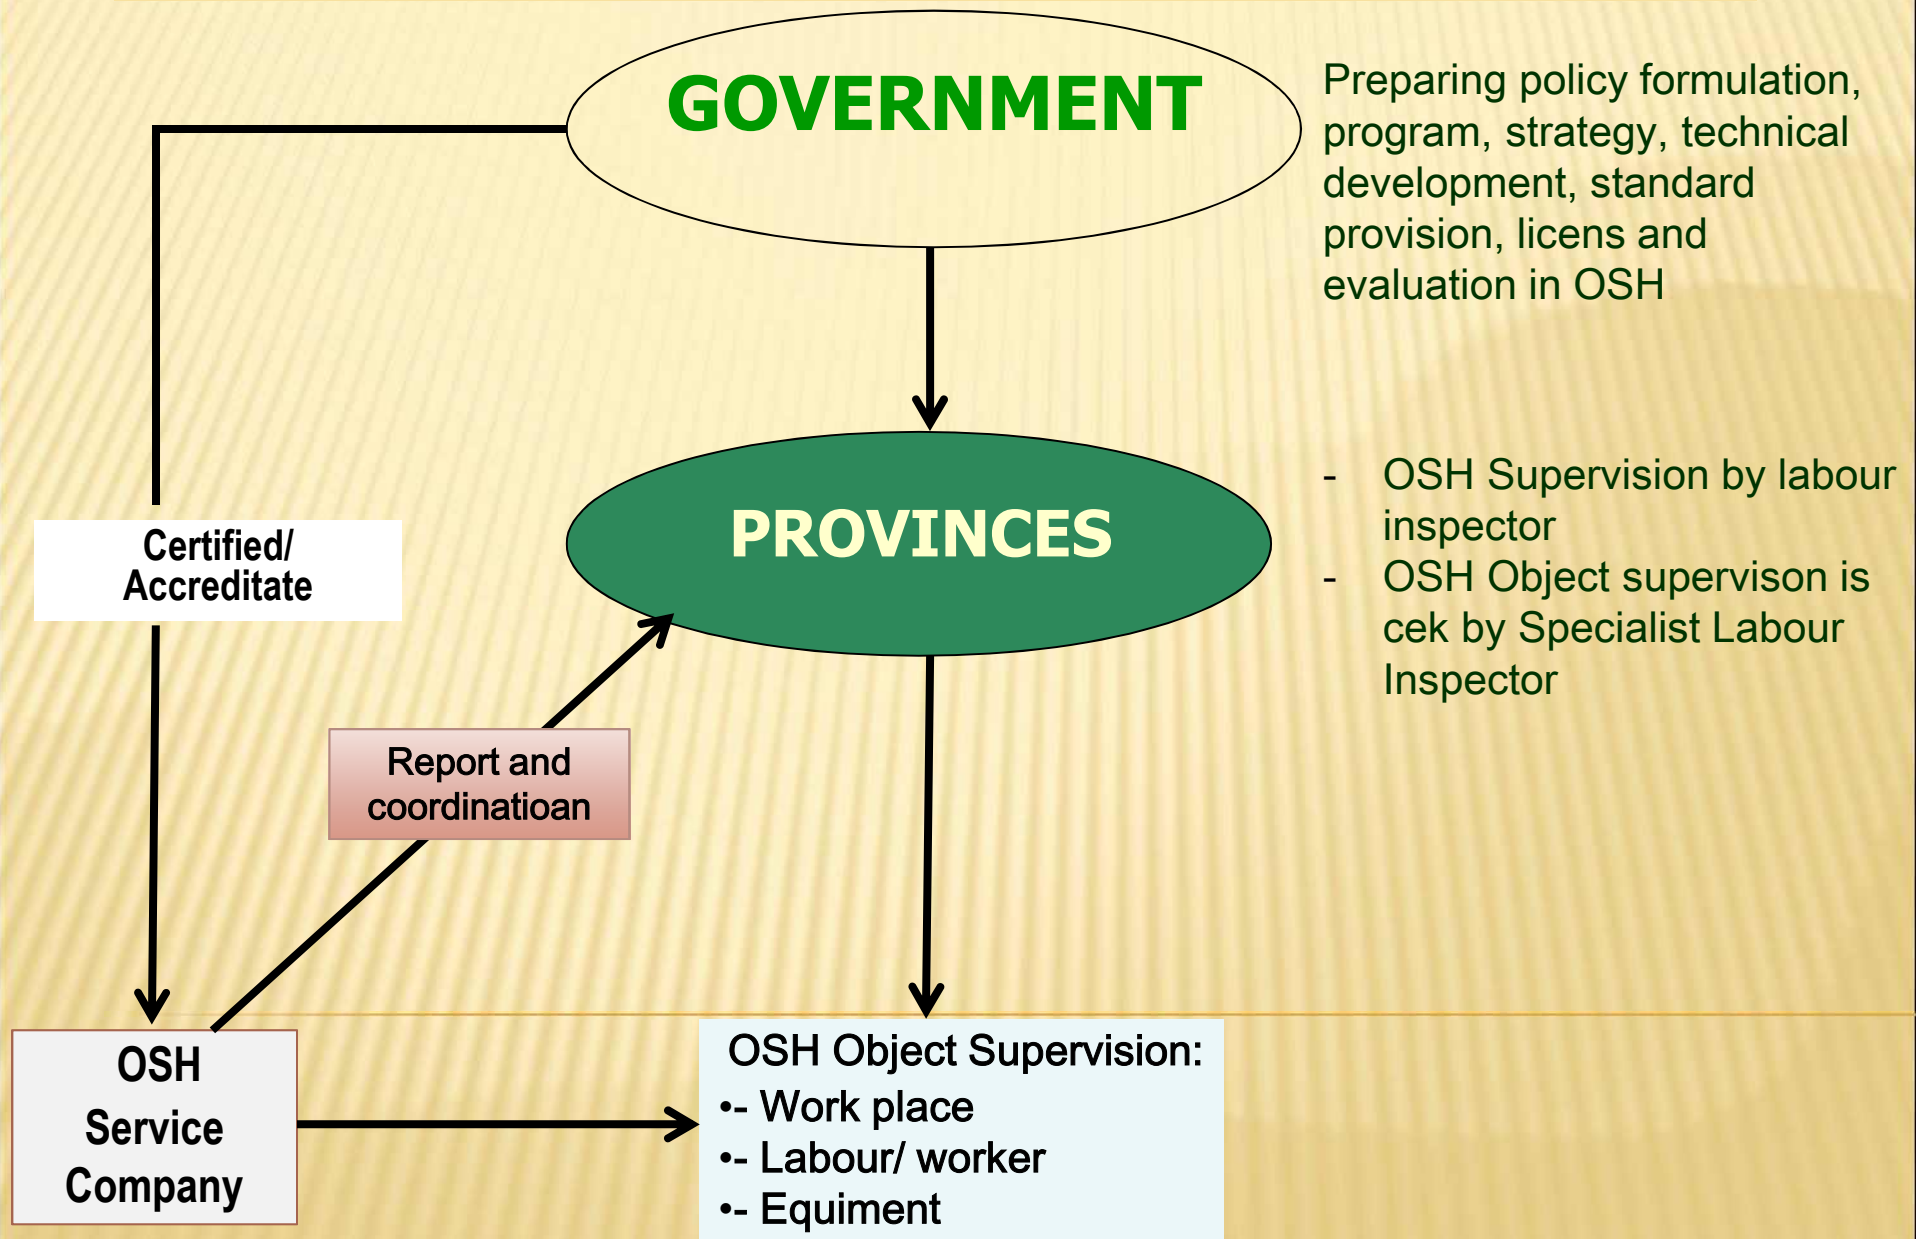 GOVERNMENT
Preparing policy formulation,
program, strategy, technical
development, standard
provision, licens and
evaluation in OSH
PROVINCES
- OSH Supervision by labour
inspector
- OSH Object supervison is
cek by Specialist Labour
Inspector
Certified/
Accreditate
Report and
coordinatioan
OSH
Service
Company
OSH Object Supervision:
•- Work place
•- Labour/ worker
•- Equiment